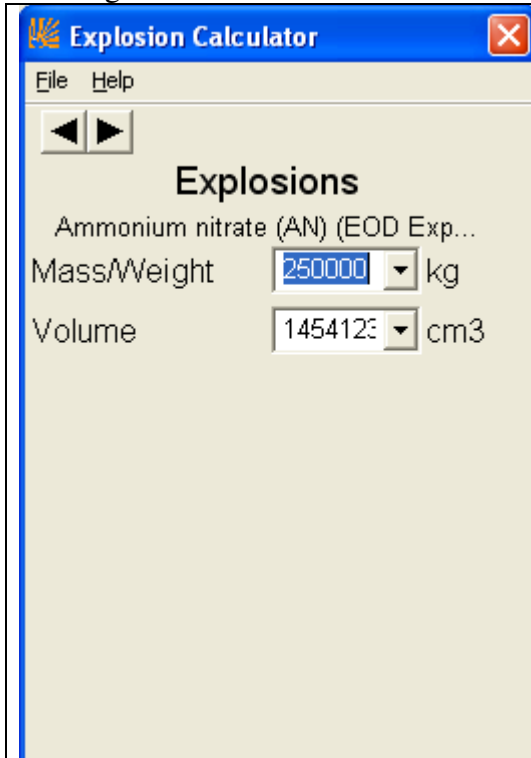 Explosion Calculator
File Help
Explosions
Ammonium nitrate (AN) (EOD Exp...
Mass/Weight 250000 kg
Volume 1454123 cm3